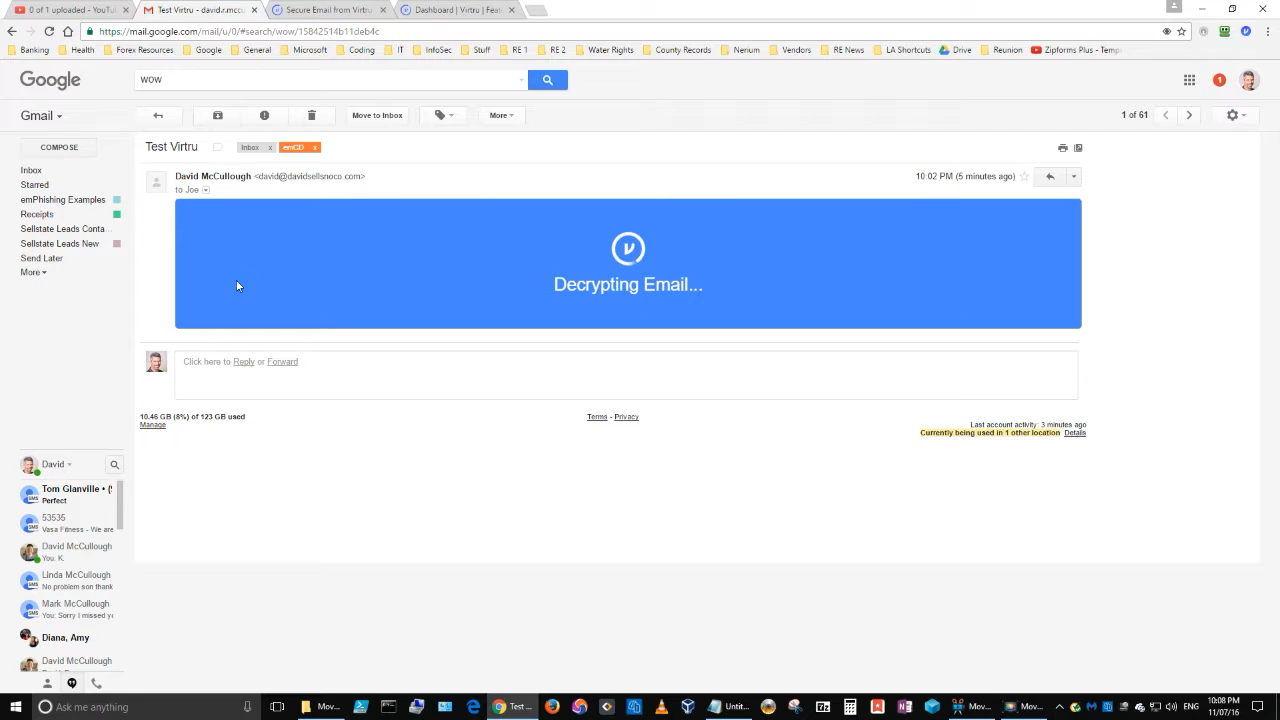 0 of 1 uploaded - YouTu
Test Virtru - david.r.mccu
Secure Email from Virtru
Dashboard | Virtru | Feat
https://mail.google.com/mail/u/0/#search/wow/15842514b11deb4c
Banking
Health
Forex Resources
Google
General
Microsoft
Coding
IT
InfoSec
Stuff
RE 1
RE 2
Water Rights
County Records
Nerium
Vendors
RE News
LA Shortcuts
Drive
Reunion
Zipforms Plus - Temp
Google
wow
1
Gmail
Move to Inbox
More
1 of 61
COMPOSE
Test Virtru
Inbox x
emCD x
Inbox
Starred
emPhishing Examples
Receipts
Sellstate Leads Conta...
Sellstate Leads New
Send Later
More
David McCullough <david@davidsellsnoco.com>
10:02 PM (5 minutes ago)
to Joe
Decrypting Email...
Click here to Reply or Forward
10.46 GB (8%) of 123 GB used
Manage
Terms - Privacy
Last account activity: 3 minutes ago
Currently being used in 1 other location Details
David
SMS
Tom Glanville • (
Perfect
SMS
53535
Vasa Fitness - We are
David McCullough
You: K.
SMS
Linda McCullough
No problem son thank
SMS
Mark McCullough
You: Sorry I missed yo
Diana, Amy
David McCullough
Ask me anything
Mov...
Test ...
Untit...
Mov...
Mov...
10:08 PM
11/07/16